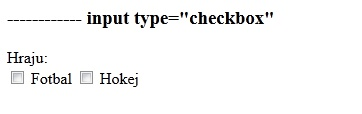 ------------ input type="checkbox"
Hraju:
Fotbal Hokej